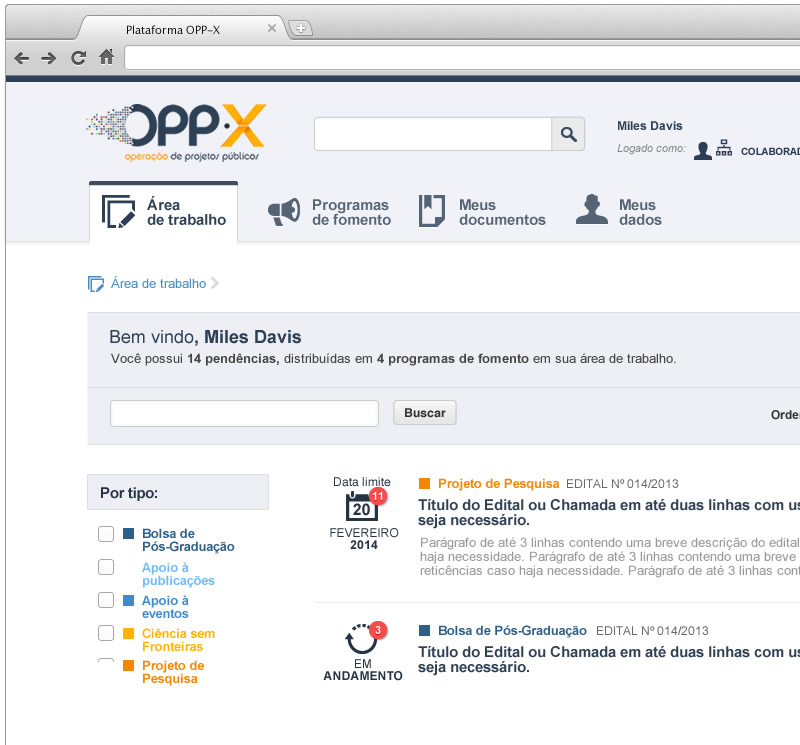 Plataforma OPP-X
OPP·X
operação de projetos públicos
Miles Davis
Logado como:
Área
de trabalho
Programas
de fomento
Meus
documentos
Meus
dados
Área de trabalho
Bem vindo, Miles Davis
Você possui 14 pendências, distribuídas em 4 programas de fomento em sua área de trabalho.
Buscar
Por tipo:
Bolsa de
Pós-Graduação
Apoio à
publicações
Apoio à
eventos
Ciência sem
Fronteiras
Projeto de
Pesquisa
Data limite
11
20
FEVEREIRO
2014
Projeto de Pesquisa EDITAL Nº 014/2013
Título do Edital ou Chamada em até duas linhas com
seja necessário.
Parágrafo de até 3 linhas contendo uma breve descrição do edital
haja necessidade. Parágrafo de até 3 linhas contendo uma breve
reticências caso haja necessidade. Parágrafo de até 3 linhas
3
EM
ANDAMENTO
Bolsa de Pós-Graduação EDITAL Nº 014/2013
Título do Edital ou Chamada em até duas linhas com
seja necessário.